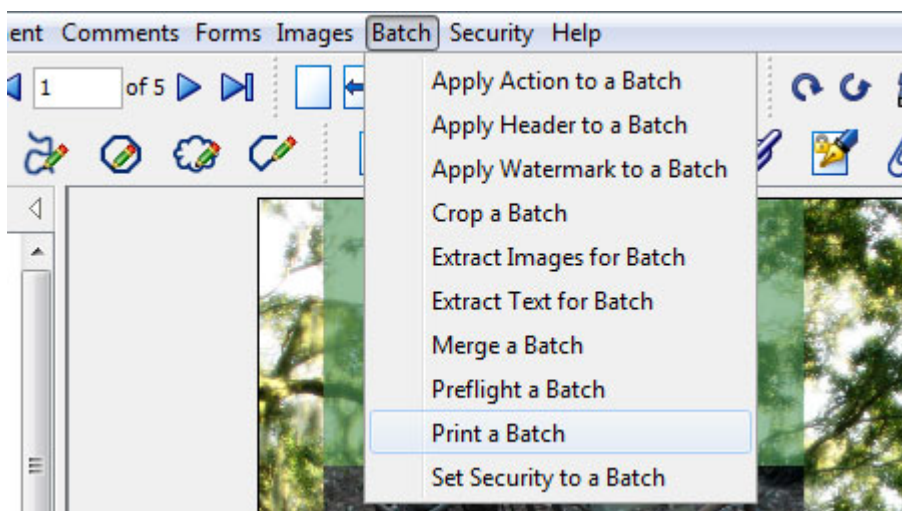 ent Comments Forms Images Batch Security Help
1 of 5
Apply Action to a Batch
Apply Header to a Batch
Apply Watermark to a Batch
Crop a Batch
Extract Images for Batch
Extract Text for Batch
Merge a Batch
Preflight a Batch
Print a Batch
Set Security to a Batch